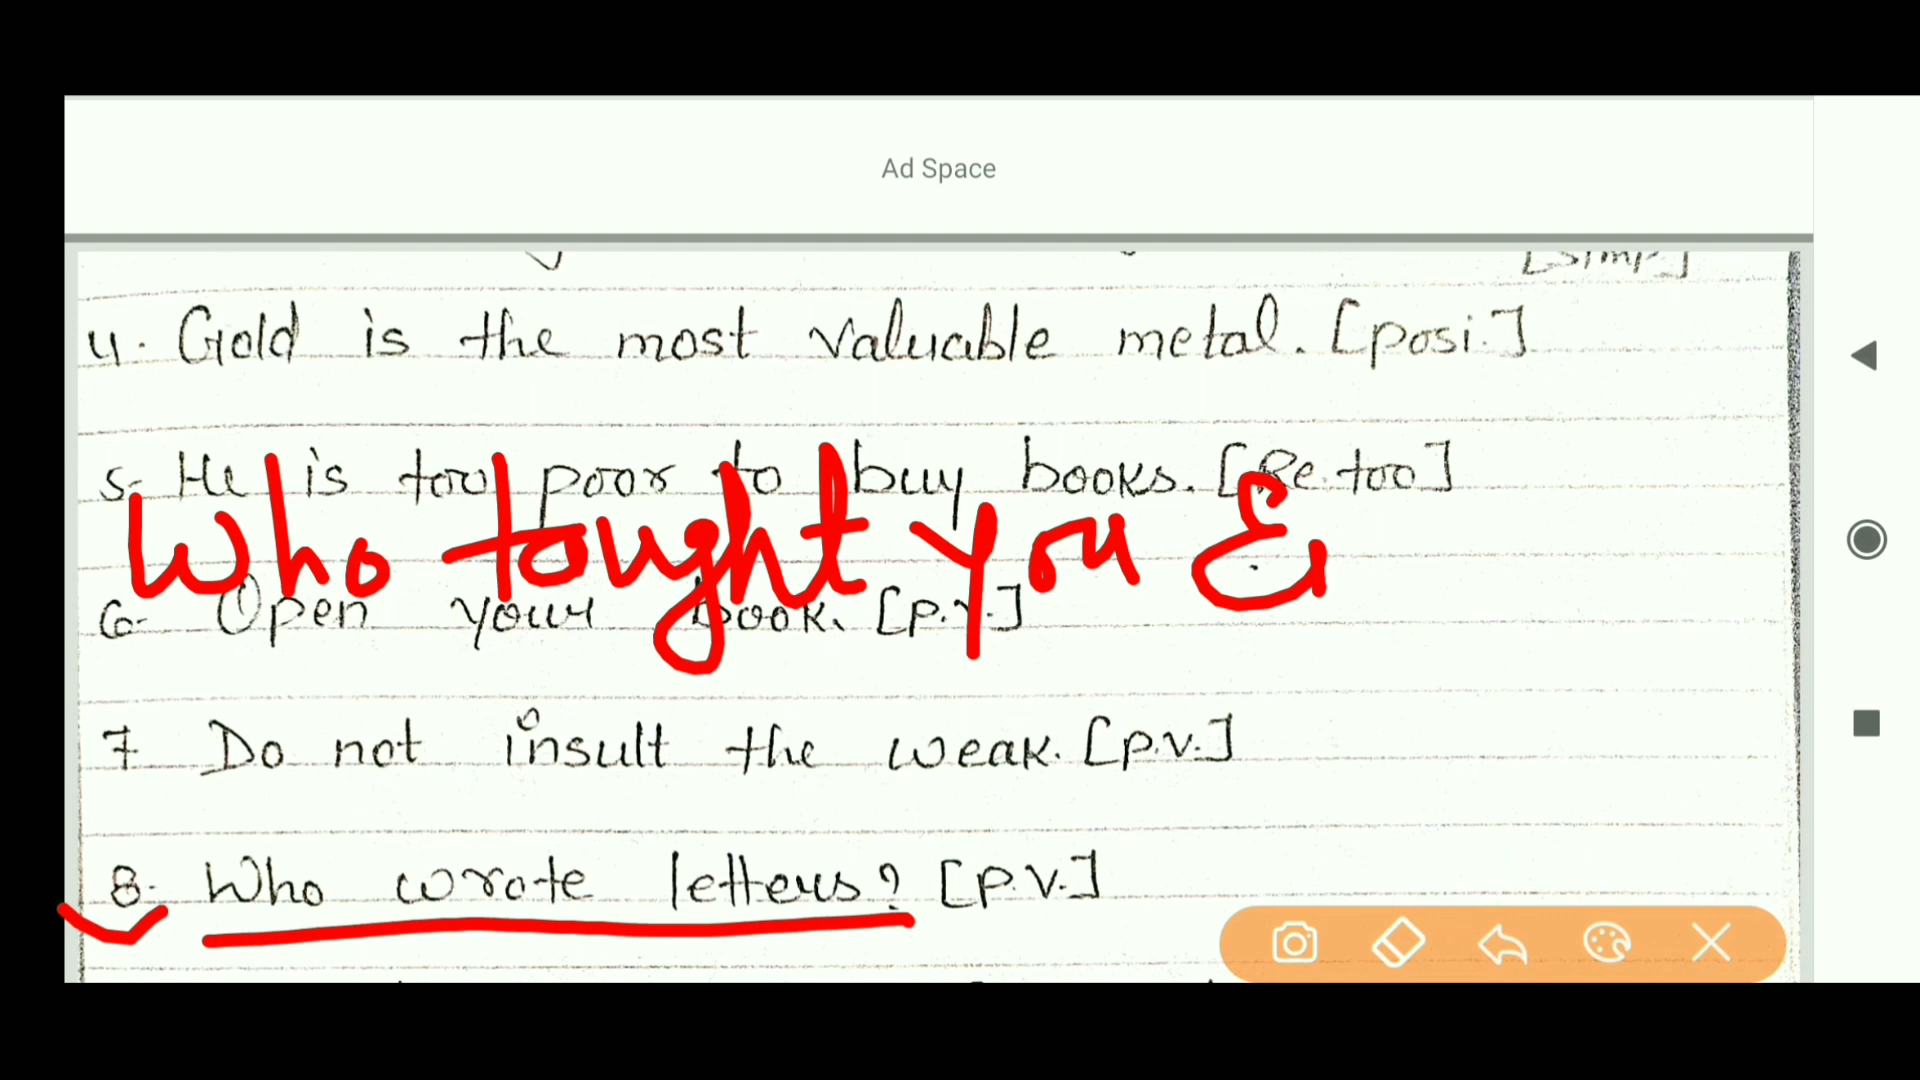 Ad Space
[Simp.]
4. Gold is the most valuable metal. [posi.]
5- He is too poor to buy books. [Re. too]
Who tought you
6- Open your book. [p.v.]
7 Do not insult the weak. [p.v.]
8- Who wrote letters? [p.v.]